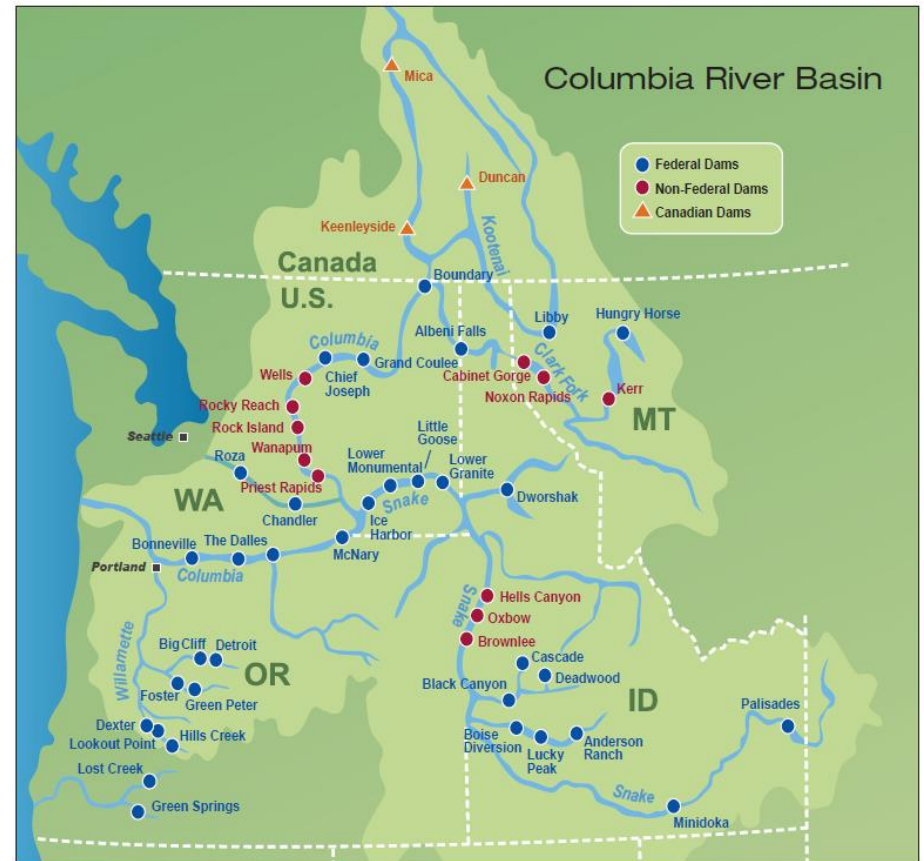 Columbia River Basin
Federal Dams
Non-Federal Dams
Canadian Dams
Mica
Duncan
Keenleyside
Kootenai
Canada
U.S.
Boundary
Libby
Hungry Horse
Albeni Falls
Columbia
Grand Coulee
Chief
Joseph
Wells
Cabinet Gorge
Clark Fork
Noxon Rapids
Kerr
MT
Rocky Reach
Rock Island
Seattle
Wanapum
Roza
Priest Rapids
Little
Goose
Lower
Monumental
Lower
Granite
Snake
Dworshak
WA
Chandler
Ice
Harbor
McNary
Bonneville
The Dalles
Portland
Columbia
Snake
Hells Canyon
Oxbow
Brownlee
Willamette
Big Cliff
Detroit
OR
Foster
Green Peter
Cascade
Deadwood
Black Canyon
ID
Palisades
Dexter
Lookout Point
Hills Creek
Boise
Diversion
Lucky
Peak
Anderson
Ranch
Lost Creek
Snake
Green Springs
Minidoka